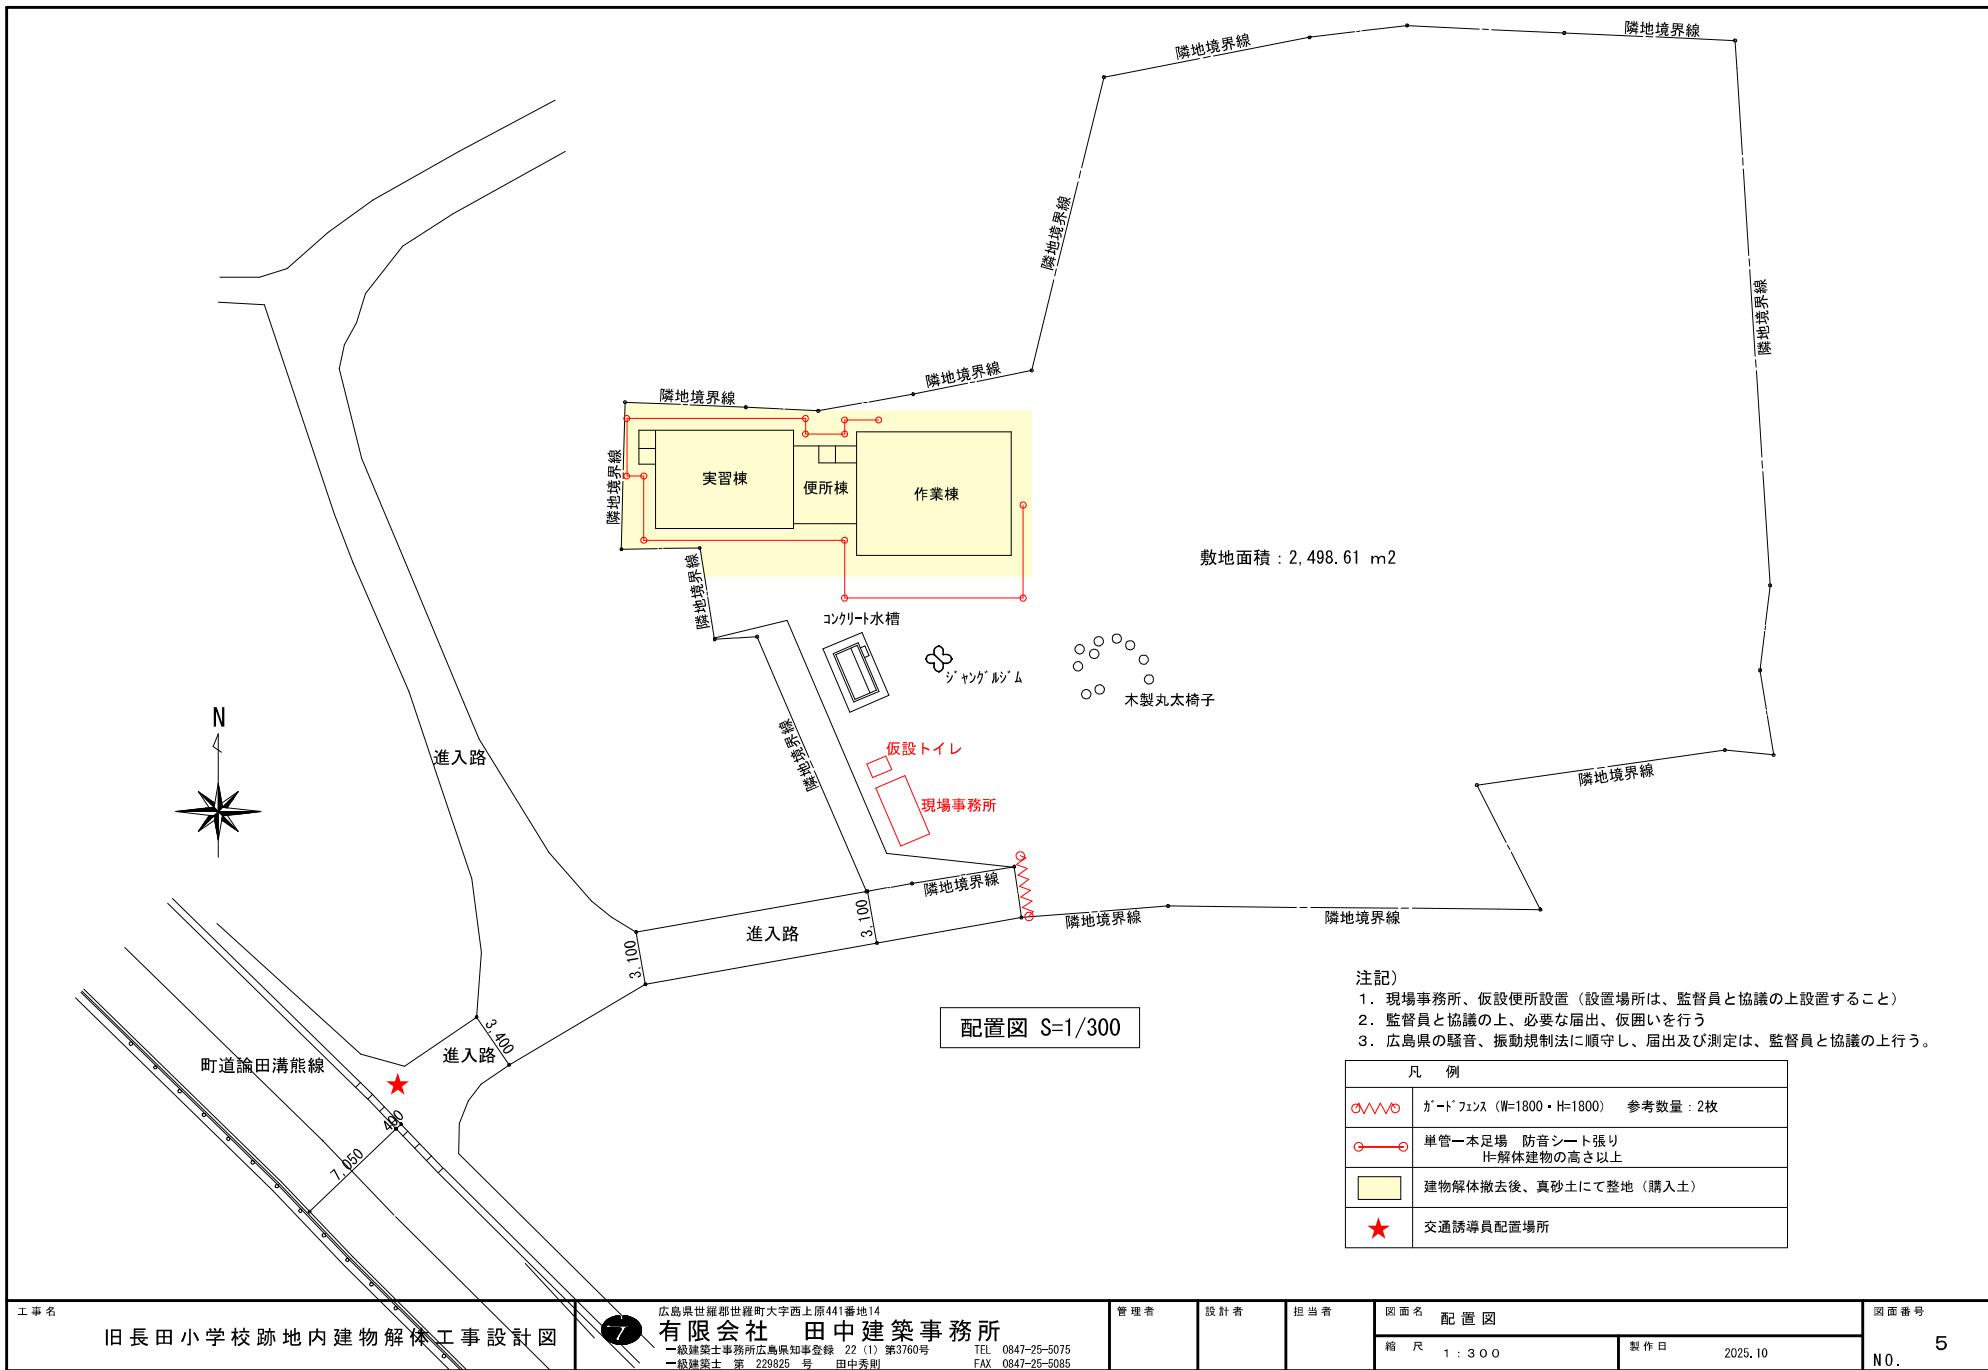 隣地境界線
隣地境界線
隣地境界線
隣地境界線
隣地境界線
隣地境界線
隣地境界線
実習棟
便所棟
作業棟
敷地面積：2,498.61 m2
隣地境界線
コンクリート水槽
ジャングルジム
木製丸太椅子
N
進入路
隣地境界線
仮設トイレ
現場事務所
隣地境界線
隣地境界線
隣地境界線
隣地境界線
進入路
3,100
3,100
3,400
進入路
町道論田溝熊線
400
7,050
配置図 S=1/300
注記）
1. 現場事務所、仮設便所設置（設置場所は、監督員と協議の上設置すること）
2. 監督員と協議の上、必要な届出、仮囲いを行う
3. 広島県の騒音、振動規制法に順守し、届出及び測定は、監督員と協議の上行う。
凡 例
ガードフェンス（W=1800・H=1800） 参考数量：2枚
単管一本足場 防音シート張り
H=解体建物の高さ以上
建物解体撤去後、真砂土にて整地（購入土）
交通誘導員配置場所
工事名
旧長田小学校跡地内建物解体工事設計図
広島県世羅郡世羅町大字西上原441番地14
有限会社 田中建築事務所
一級建築士事務所広島県知事登録 22（1）第3760号 TEL 0847-25-5075
一級建築士 第 229825 号 田中秀則 FAX 0847-25-5085
管理者
設計者
担当者
図面名 配置図
縮尺 1：300
製作日 2025.10
図面番号
NO. 5